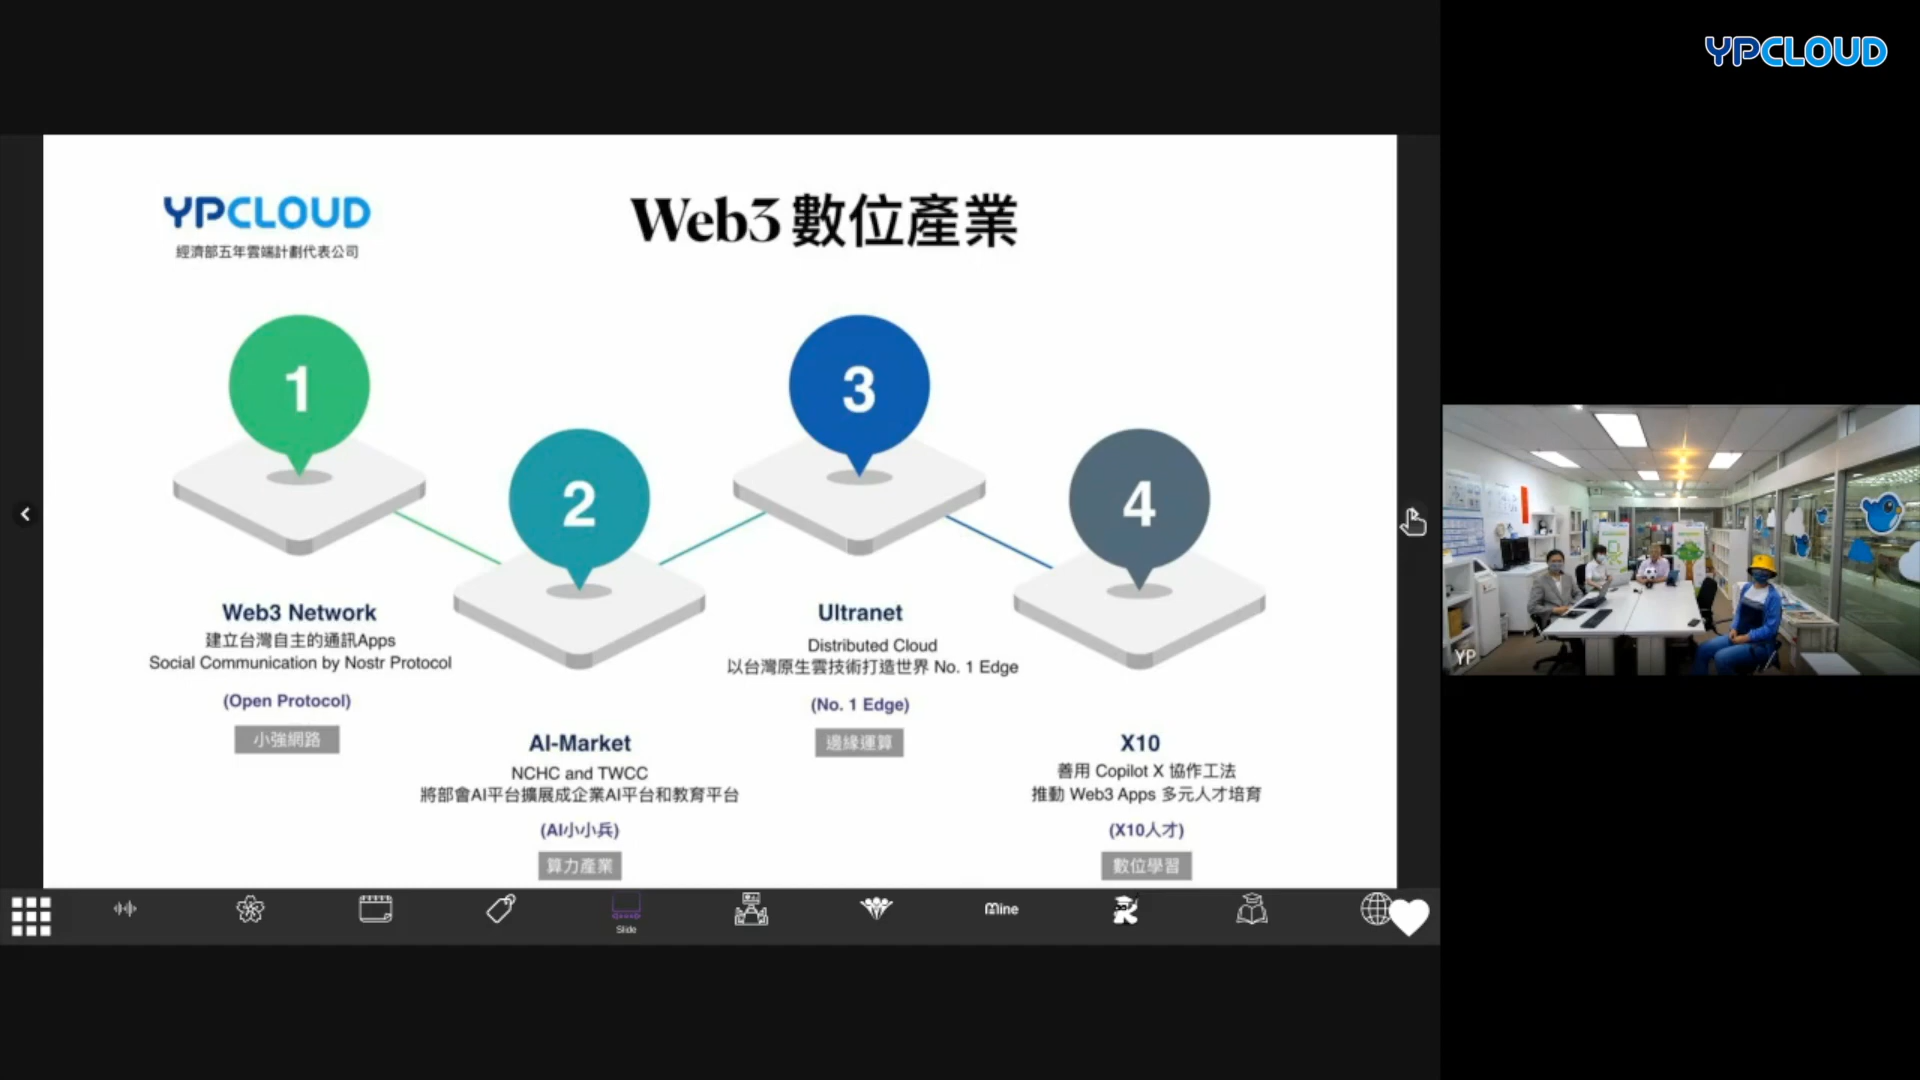 YPCLOUD
YPCLOUD
經濟部五年雲端計劃代表公司
Web3 數位產業
1
2
3
4
Web3 Network
建立台灣自主的通訊Apps
Social Communication by Nostr Protocol
(Open Protocol)
小強網路
AI-Market
NCHC and TWCC
將部會AI平台擴展成企業AI平台和教育平台
(AI小小兵)
算力產業
Ultranet
Distributed Cloud
以台灣原生雲技術打造世界 No. 1 Edge
(No. 1 Edge)
邊緣運算
X10
善用 Copilot X 協作工法
推動 Web3 Apps 多元人才培育
(X10人才)
數位學習
YP
Slide
Mine